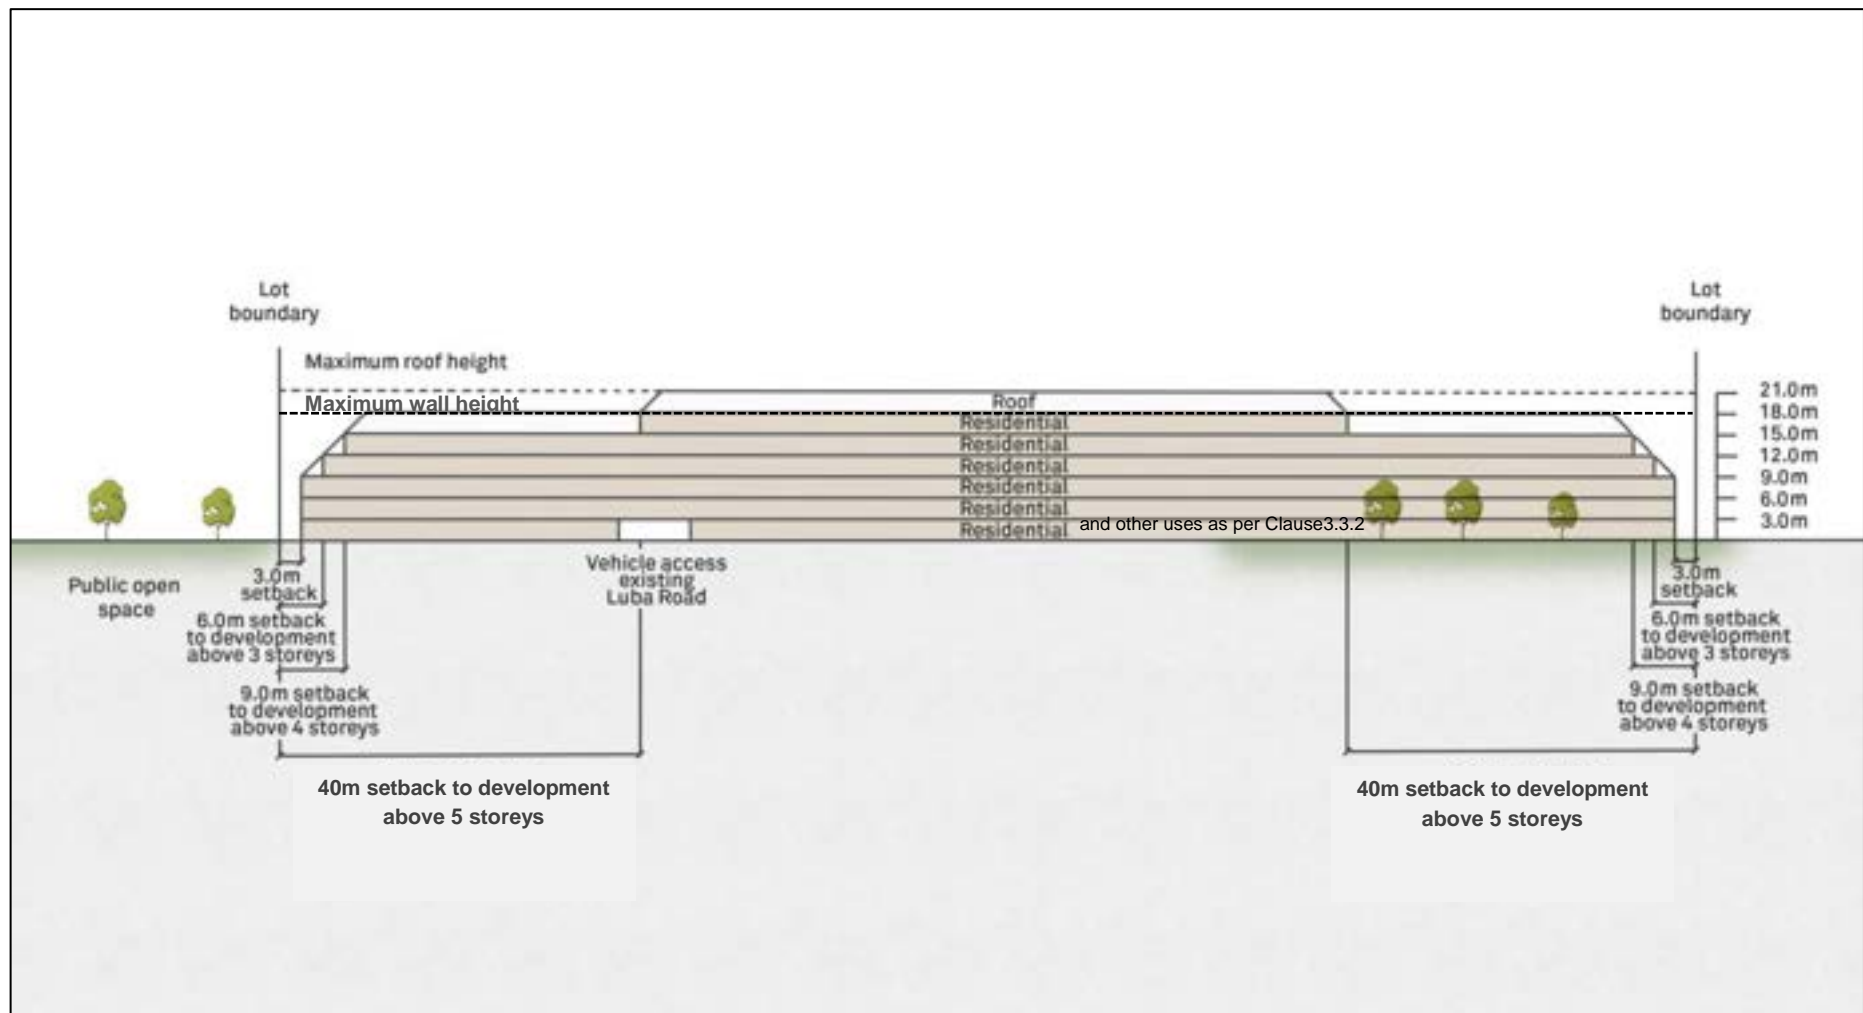 Lot
boundary
Lot
boundary
Maximum roof height
Maximum wall height
Roof
Residential
Residential
Residential
Residential
Residential
Residential and other uses as per Clause3.3.2
21.0m
18.0m
15.0m
12.0m
9.0m
6.0m
3.0m
Public open
space
3.0m
setback
6.0m setback
to development
above 3 storeys
9.0m setback
to development
above 4 storeys
40m setback to development
above 5 storeys
Vehicle access
existing
Luba Road
3.0m
setback
6.0m setback
to development
above 3 storeys
9.0m setback
to development
above 4 storeys
40m setback to development
above 5 storeys